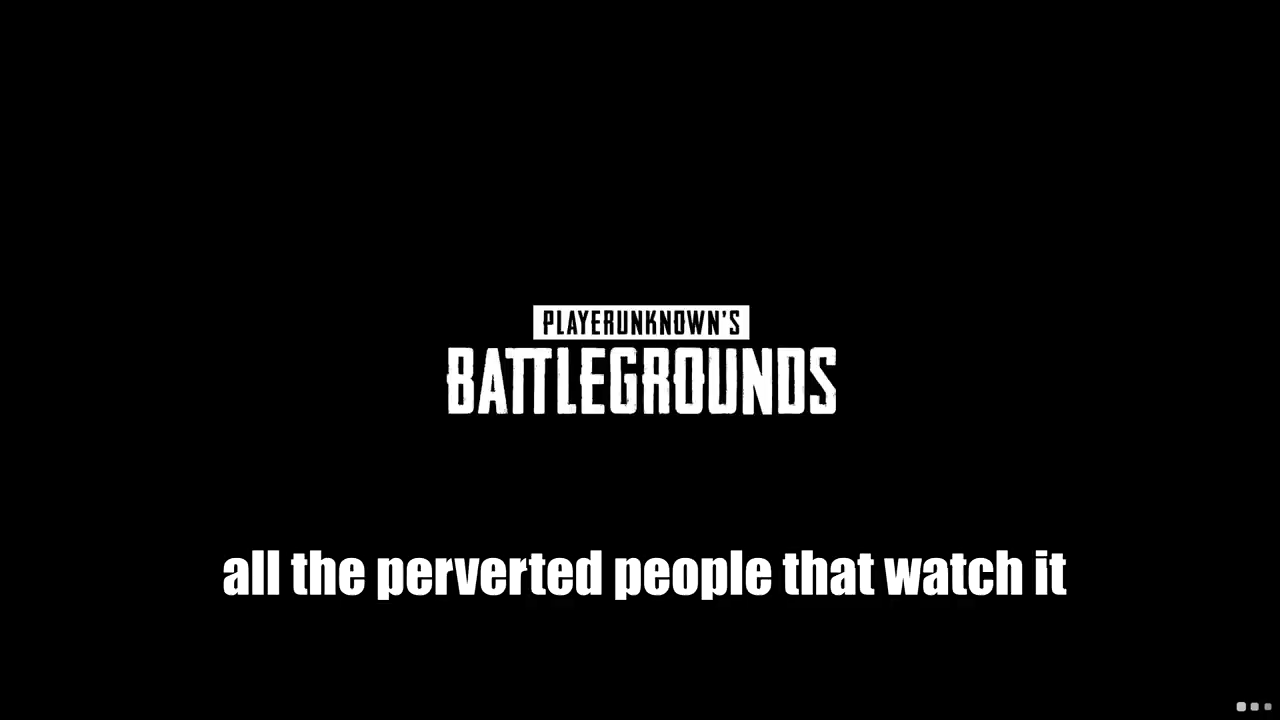 PLAYERUNKNOWN'S
BATTLEGROUNDS
all the perverted people that watch it